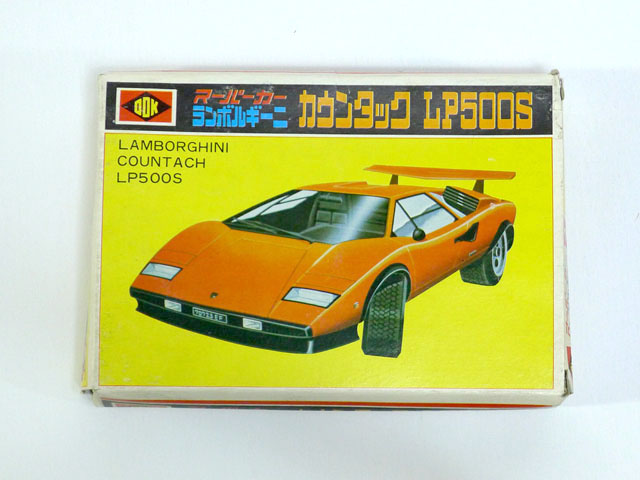 QDK
スーパーカー
ランボルギーニ
カウンタック LP500S
LAMBORGHINI
COUNTACH
LP500S